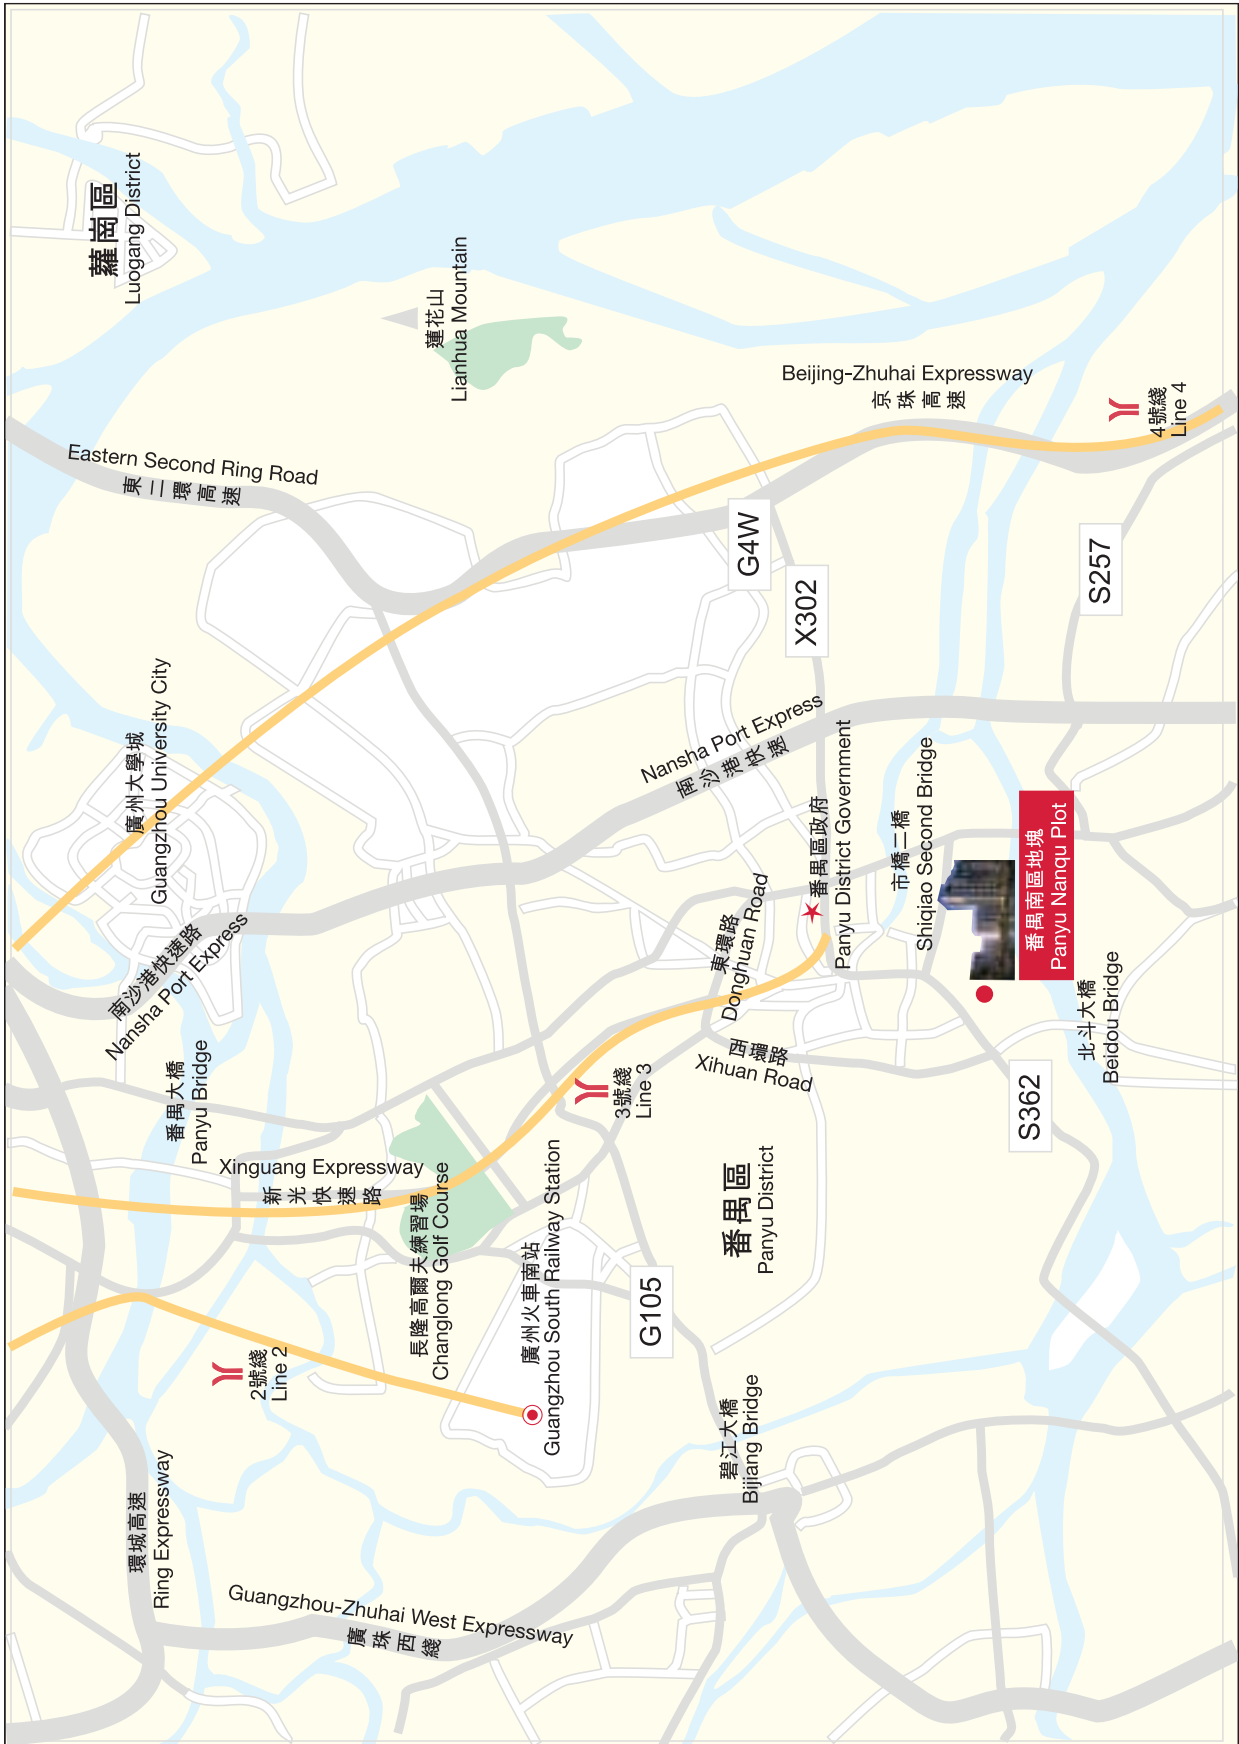 環城高速
Ring Expressway
廣珠西綫
Guangzhou-Zhuhai West Expressway
2號綫
Line 2
番禺大橋
Panyu Bridge
新光快速路
Xinguang Expressway
長隆高爾夫練習場
Changlong Golf Course
廣州火車南站
Guangzhou South Railway Station
南沙港快速路
Nansha Port Express
廣州大學城
Guangzhou University City
東二環高速
Eastern Second Ring Road
蘿崗區
Luogang District
蓮花山
Lianhua Mountain
3號綫
Line 3
G105
碧江大橋
Bijiang Bridge
番禺區
Panyu District
西環路
Xihuan Road
東環路
Donghuan Road
南沙港快速
Nansha Port Express
番禺區政府
Panyu District Government
G4W
X302
京珠高速
Beijing-Zhuhai Expressway
市橋二橋
Shiqiao Second Bridge
番禺南區地塊
Panyu Nanqu Plot
S362
北斗大橋
Beidou Bridge
S257
4號綫
Line 4